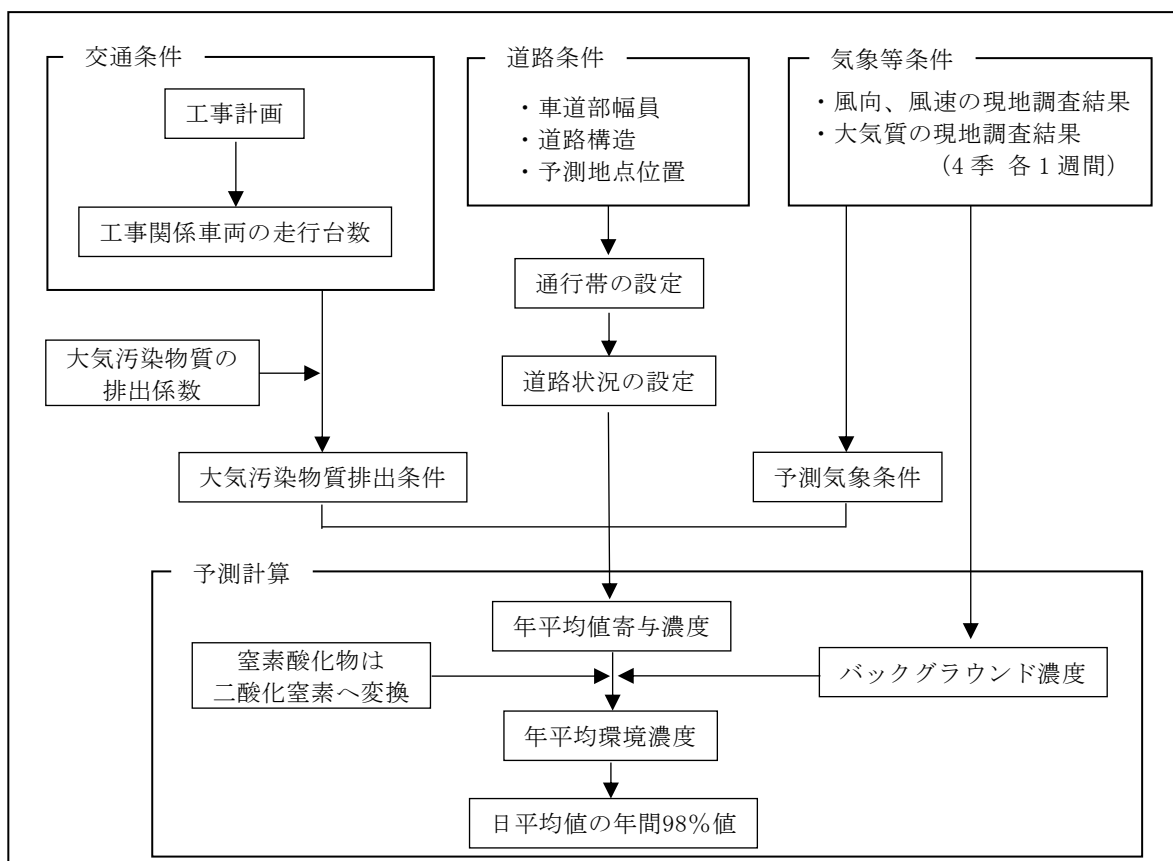 交通条件
工事計画
工事関係車両の走行台数
大気汚染物質の
排出係数
大気汚染物質排出条件
道路条件
・車道部幅員
・道路構造
・予測地点位置
通行帯の設定
道路状況の設定
気象等条件
・風向、風速の現地調査結果
・大気質の現地調査結果
（4季 各1週間）
予測気象条件
予測計算
年平均値寄与濃度
窒素酸化物は
二酸化窒素へ変換
バックグラウンド濃度
年平均環境濃度
日平均値の年間98％値